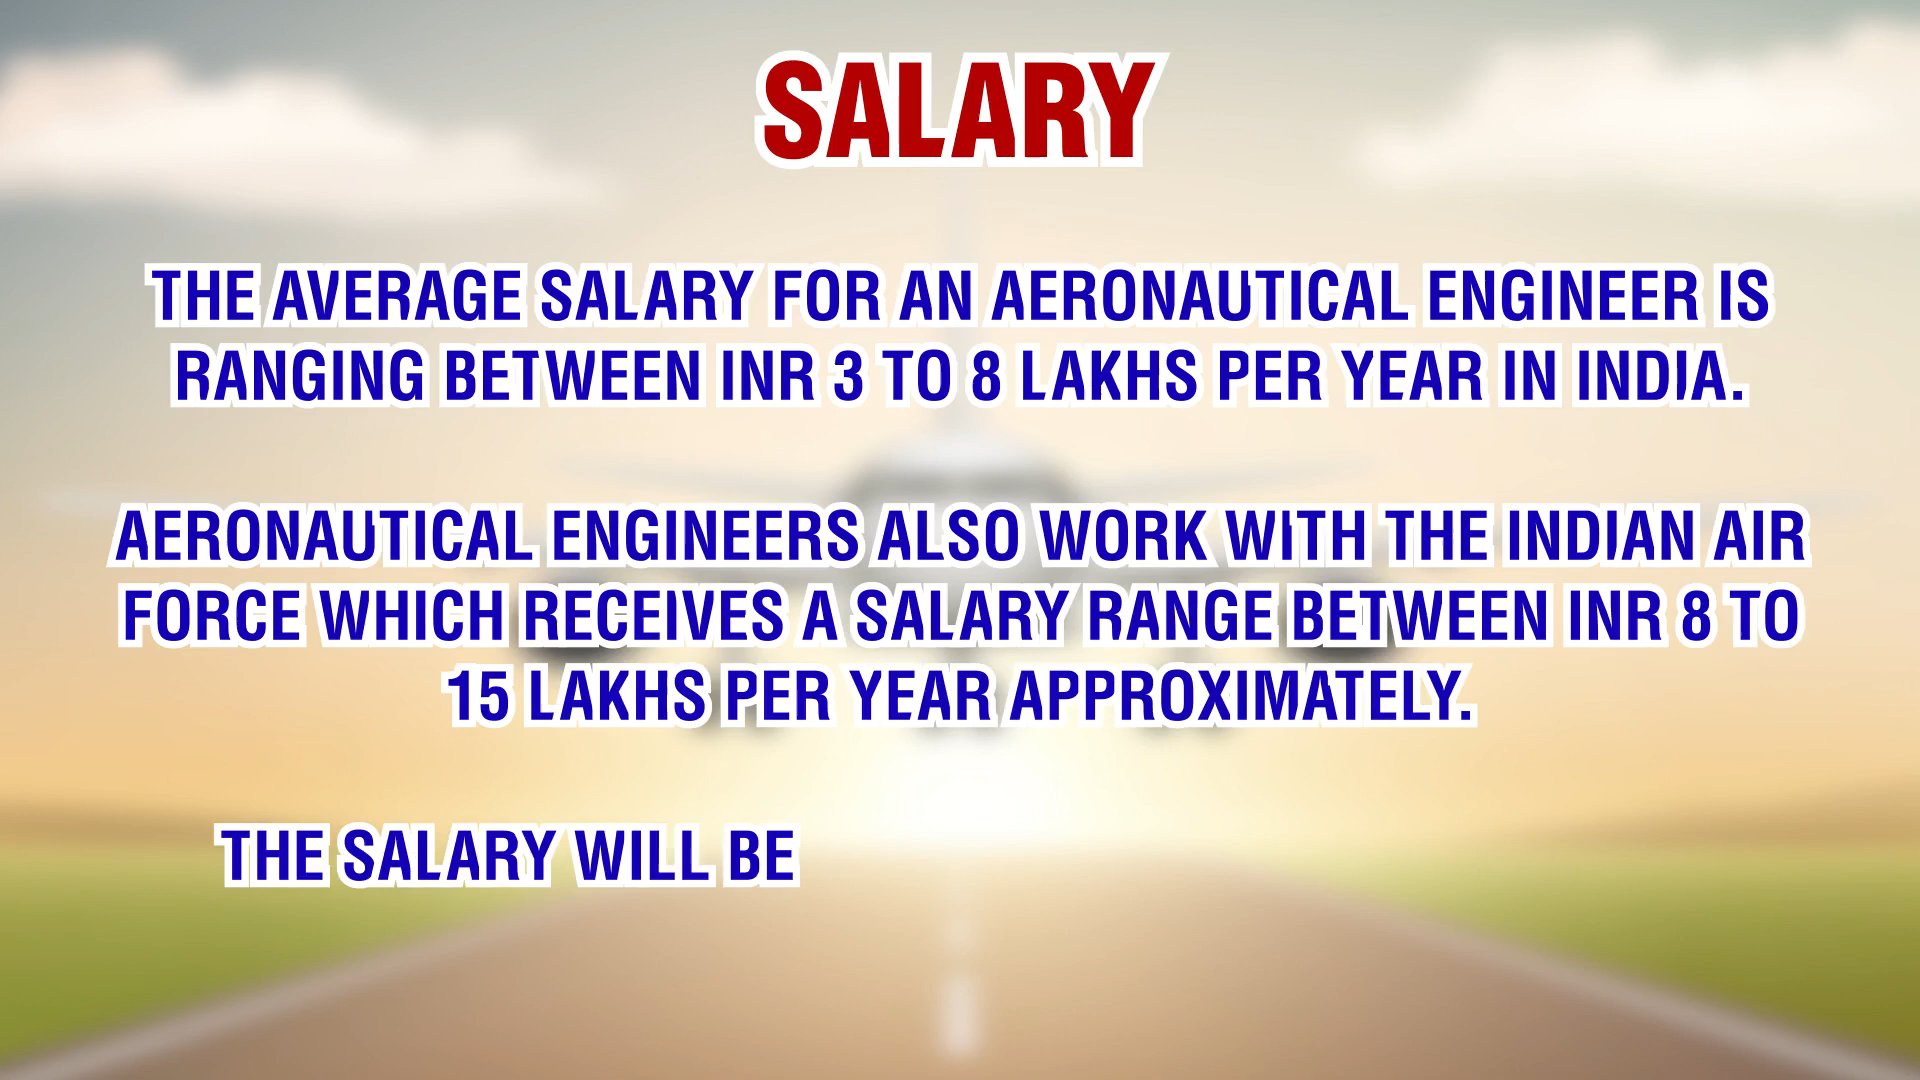 SALARY
THE AVERAGE SALARY FOR AN AERONAUTICAL ENGINEER IS
RANGING BETWEEN INR 3 TO 8 LAKHS PER YEAR IN INDIA.
AERONAUTICAL ENGINEERS ALSO WORK WITH THE INDIAN AIR
FORCE WHICH RECEIVES A SALARY RANGE BETWEEN INR 8 TO
15 LAKHS PER YEAR APPROXIMATELY.
THE SALARY WILL BE